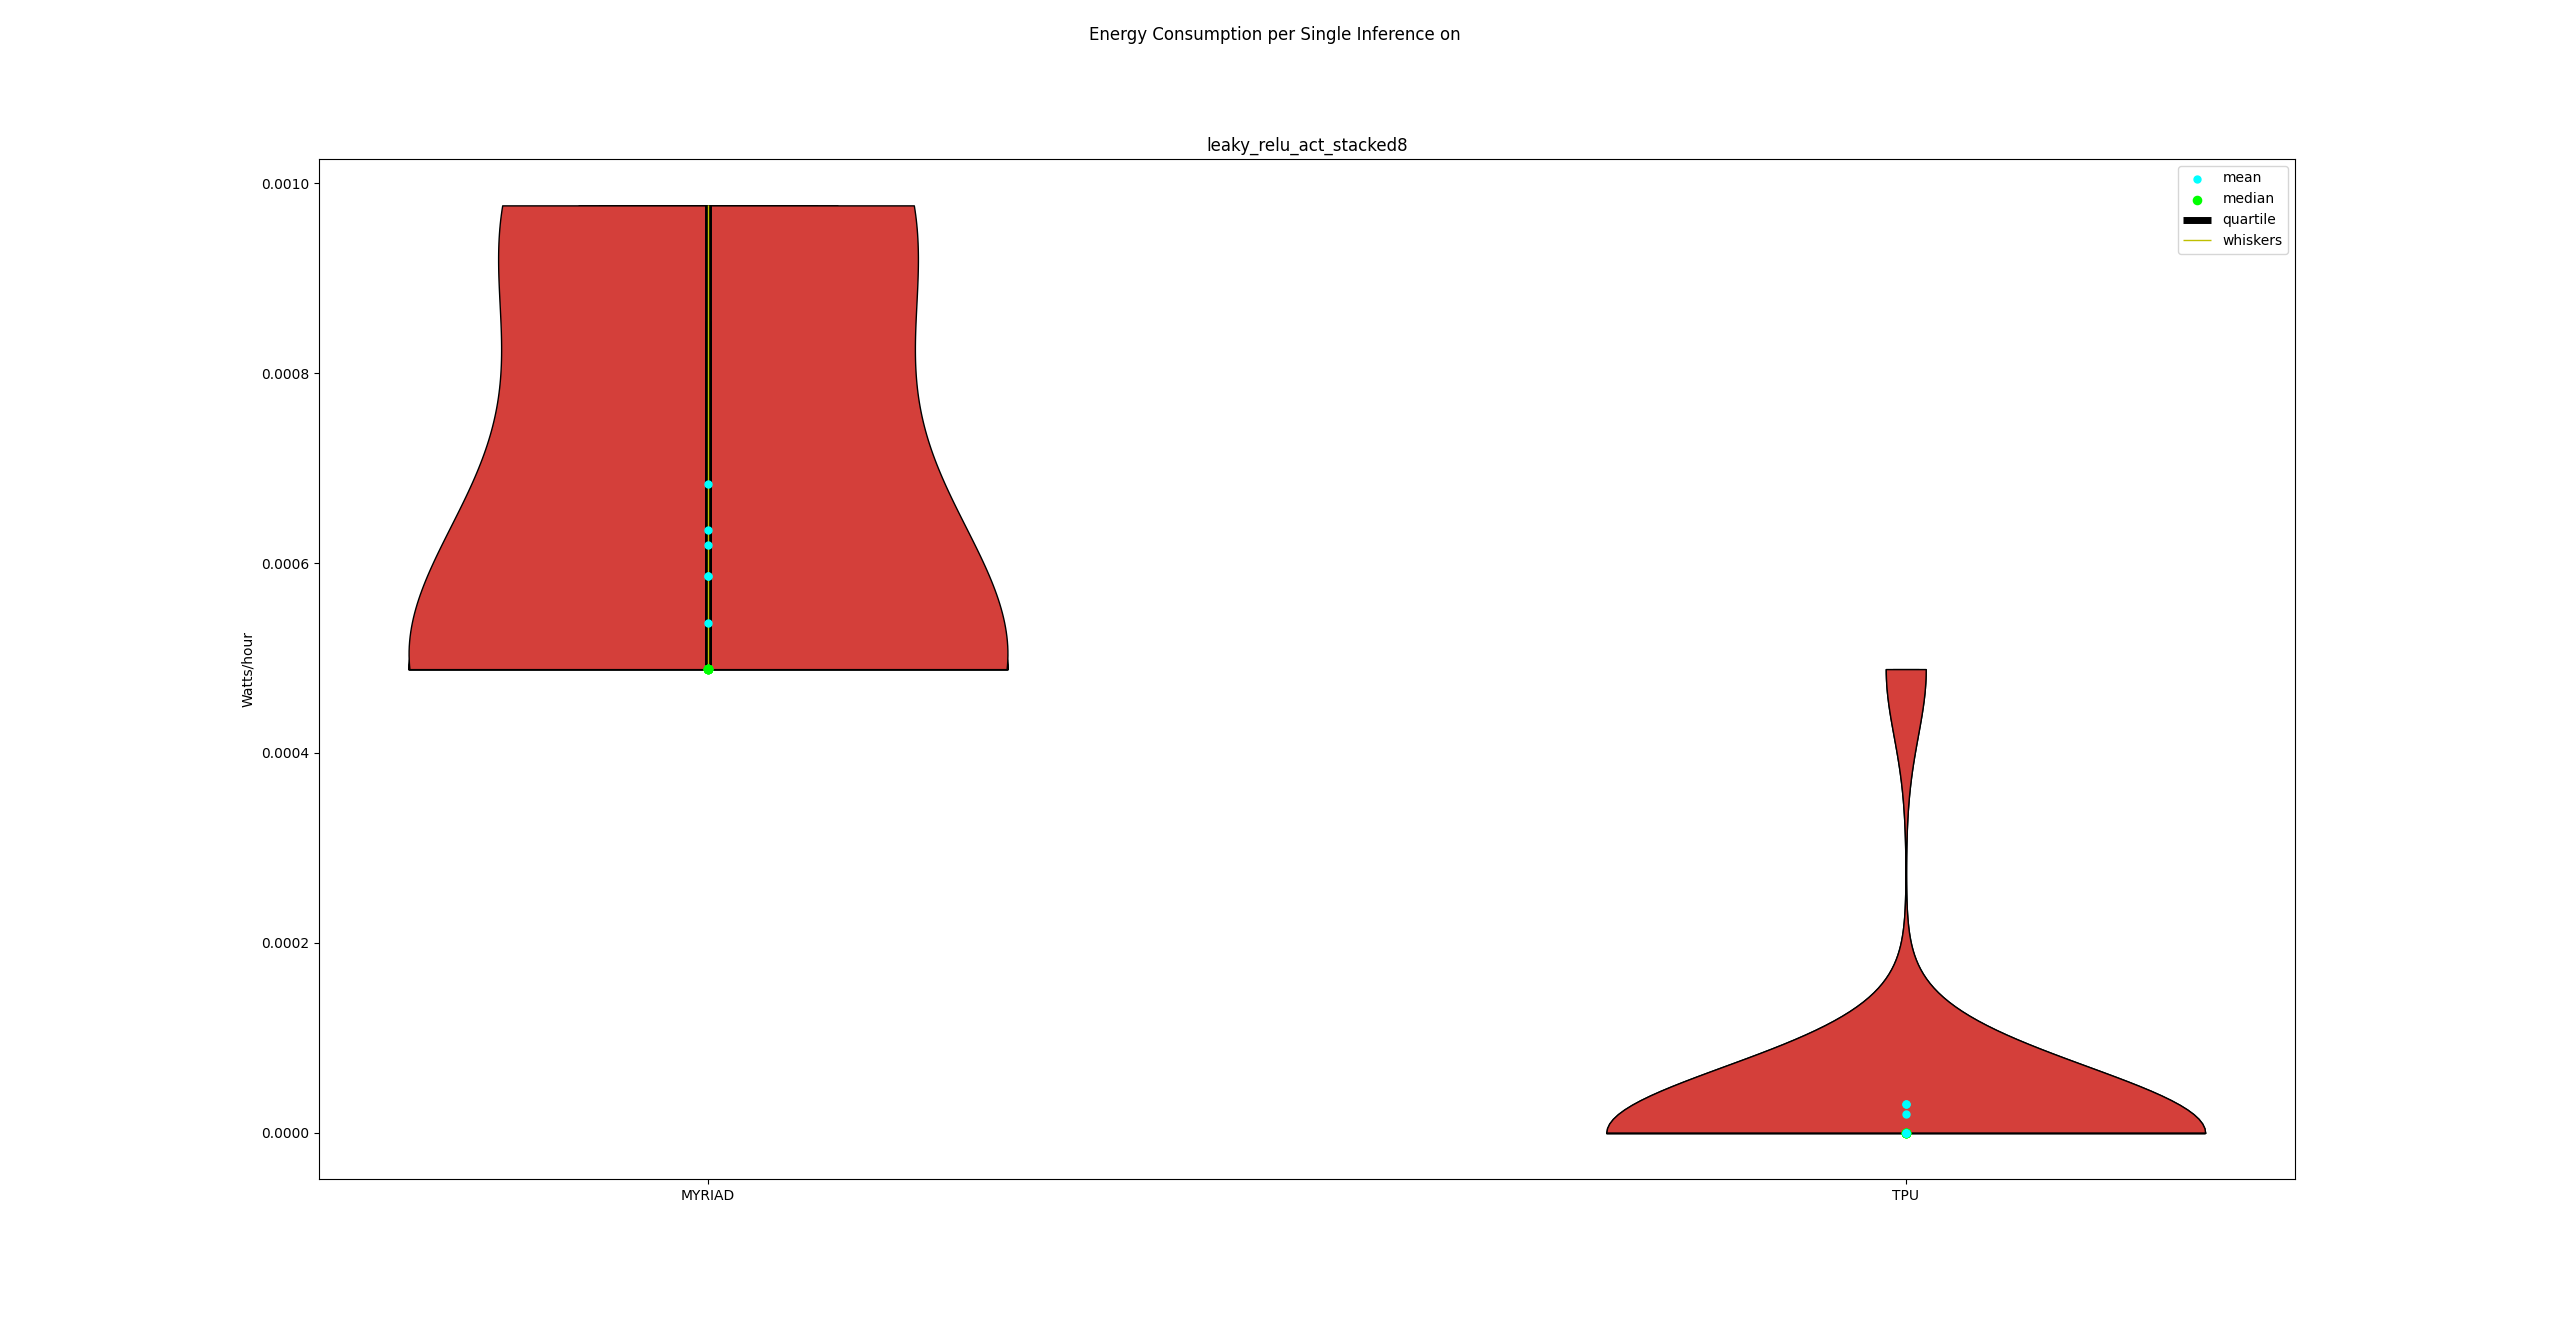 Energy Consumption per Single Inference on
leaky_relu_act_stacked8
mean
median
quartile
whiskers
0.0010
0.0008
0.0006
0.0004
0.0002
0.0000
Watts/hour
MYRIAD
TPU